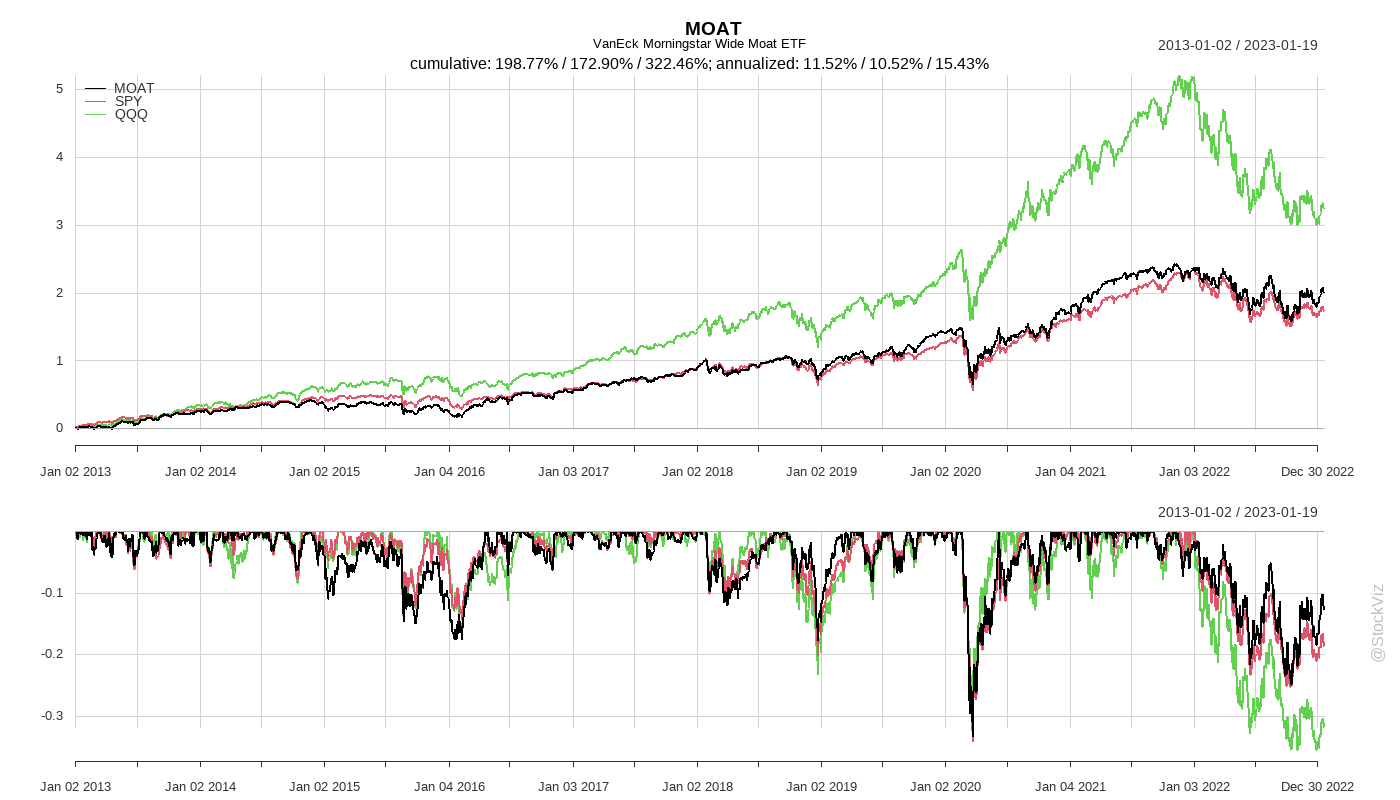 MOAT
VanEck Morningstar Wide Moat ETF
2013-01-02 / 2023-01-19
cumulative: 198.77% / 172.90% / 322.46%; annualized: 11.52% / 10.52% / 15.43%
MOAT
SPY
QQQ
5
4
3
2
1
0
Jan 02 2013 Jan 02 2014 Jan 02 2015 Jan 04 2016 Jan 03 2017 Jan 02 2018 Jan 02 2019 Jan 02 2020 Jan 04 2021 Jan 03 2022 Dec 30 2022
2013-01-02 / 2023-01-19
-0.1
-0.2
-0.3
Jan 02 2013 Jan 02 2014 Jan 02 2015 Jan 04 2016 Jan 03 2017 Jan 02 2018 Jan 02 2019 Jan 02 2020 Jan 04 2021 Jan 03 2022 Dec 30 2022
@StockViz